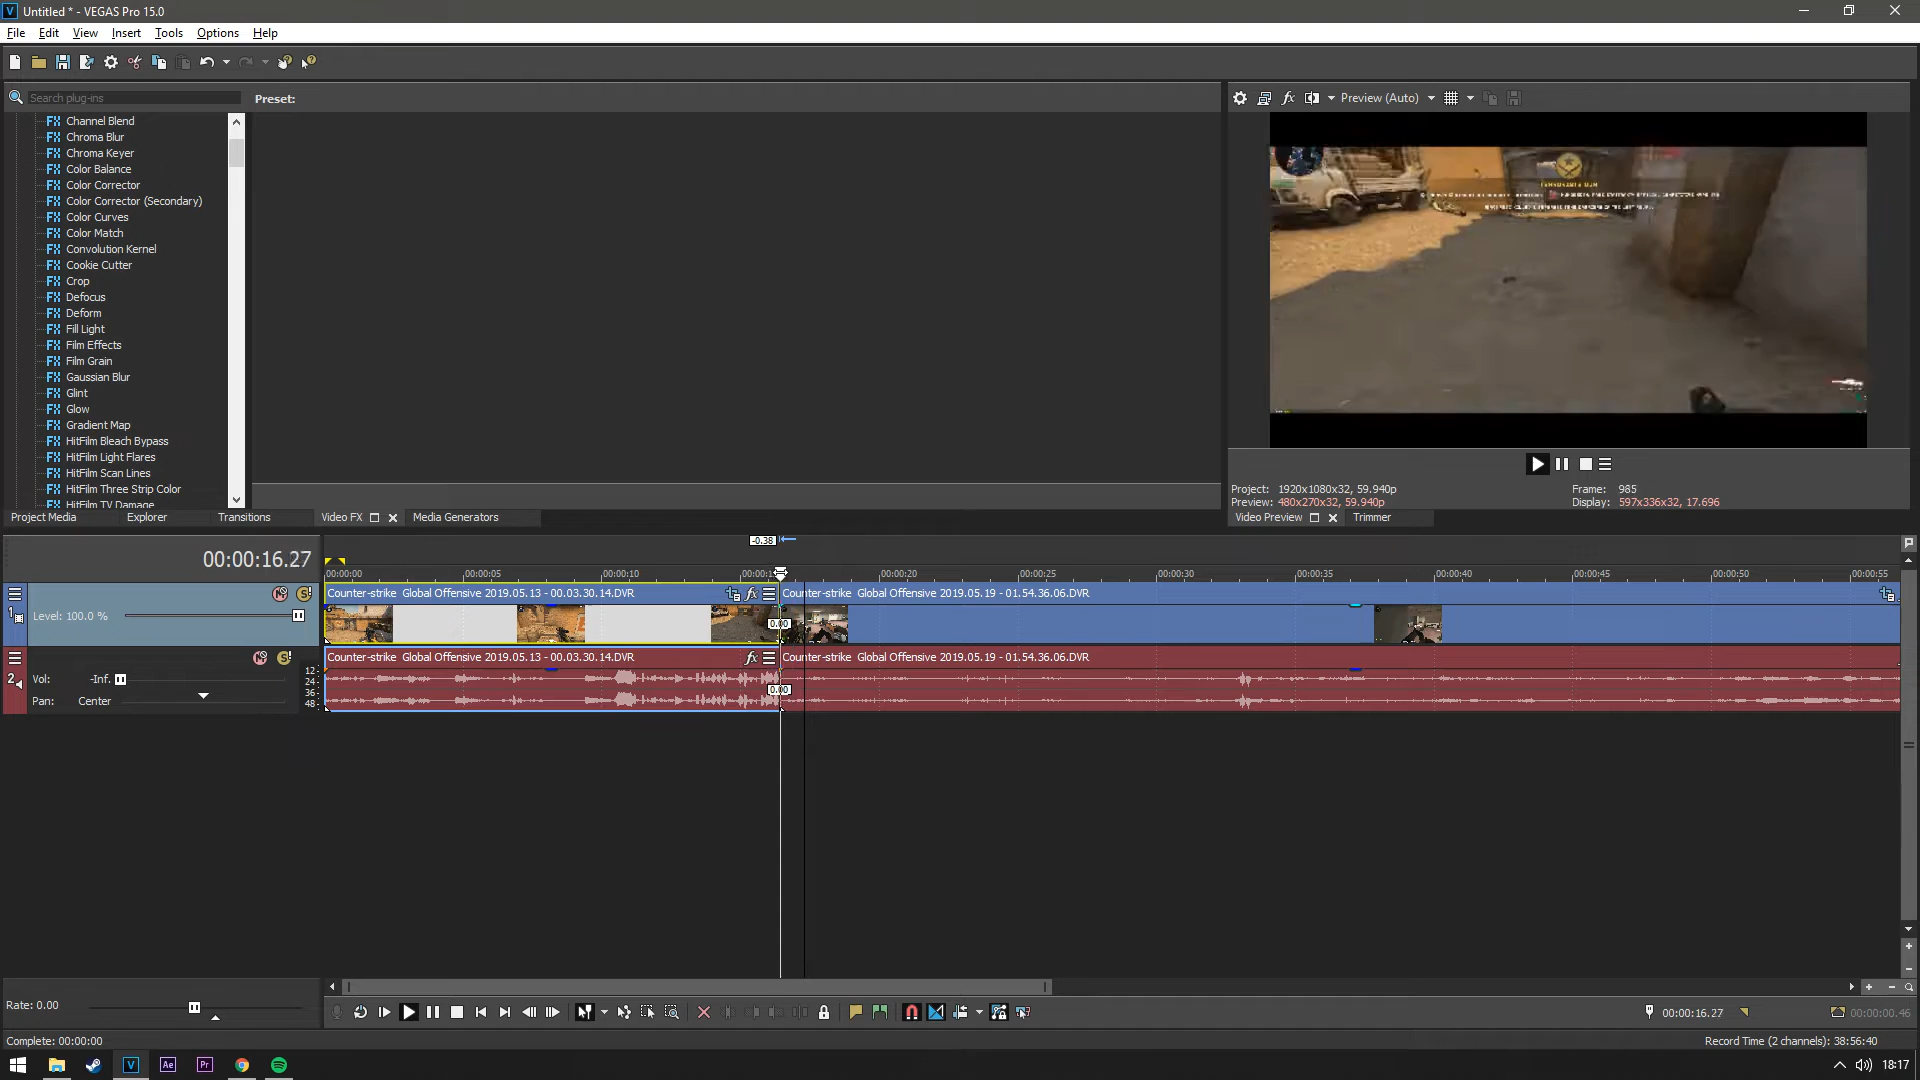 Untitled * - VEGAS Pro 15.0
File Edit View Insert Tools Options Help
Search plug-ins
Preset:
Preview (Auto)
Channel Blend
Chroma Blur
Chroma Keyer
Color Balance
Color Corrector
Color Corrector (Secondary)
Color Curves
Color Match
Convolution Kernel
Cookie Cutter
Crop
Defocus
Deform
Fill Light
Film Effects
Film Grain
Gaussian Blur
Glint
Glow
Gradient Map
HitFilm Bleach Bypass
HitFilm Light Flares
HitFilm Scan Lines
HitFilm Three Strip Color
HitFilm TV Damage
Project: 1920x1080x32, 59.940p Frame: 985
Preview: 480x270x32, 59.940p Display: 597x336x32, 17.696
Project Media Explorer Transitions Video FX Media Generators
Video Preview Trimmer
-0.38
00:00:16.27
00:00:00 00:00:05 00:00:10 00:00:1 00:00:20 00:00:25 00:00:30 00:00:35 00:00:40 00:00:45 00:00:50 00:00:55
Counter-strike Global Offensive 2019.05.13 - 00.03.30.14.DVR
Counter-strike Global Offensive 2019.05.19 - 01.54.36.06.DVR
1
Level: 100.0 %
0.00
Counter-strike Global Offensive 2019.05.13 - 00.03.30.14.DVR
Counter-strike Global Offensive 2019.05.19 - 01.54.36.06.DVR
2
Vol: -Inf.
Pan: Center
12
24
36
48
0.00
Rate: 0.00
00:00:16.27
00:00:00.46
Complete: 00:00:00
Record Time (2 channels): 38:56:40
Ae Pr
18:17